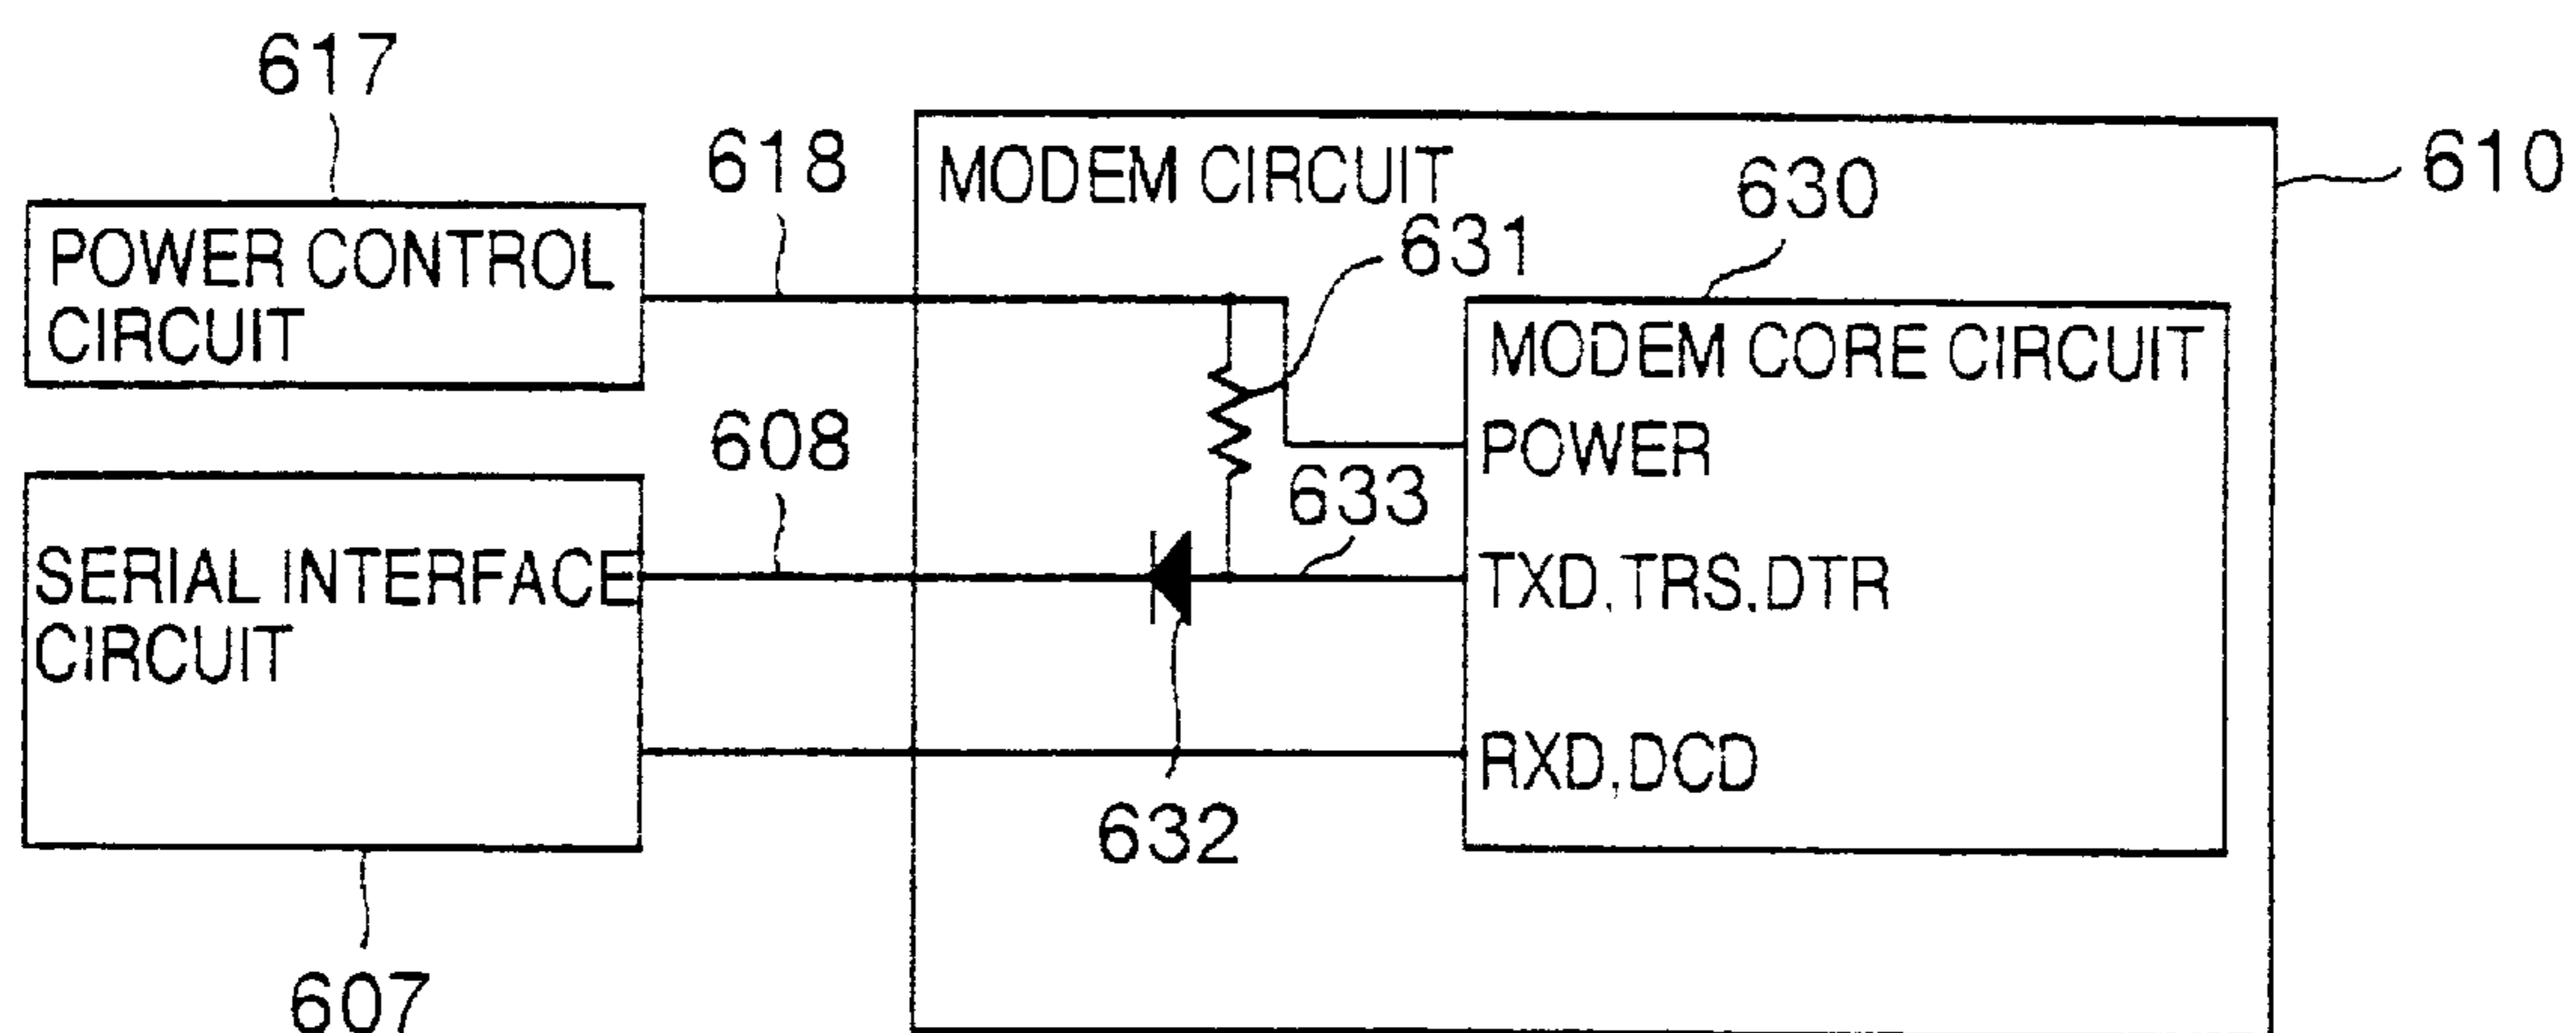 617
618
MODEM CIRCUIT
630
610
631
POWER CONTROL
CIRCUIT
MODEM CORE CIRCUIT
608
POWER
633
SERIAL INTERFACE
CIRCUIT
TXD,TRS,DTR
RXD,DCD
632
607